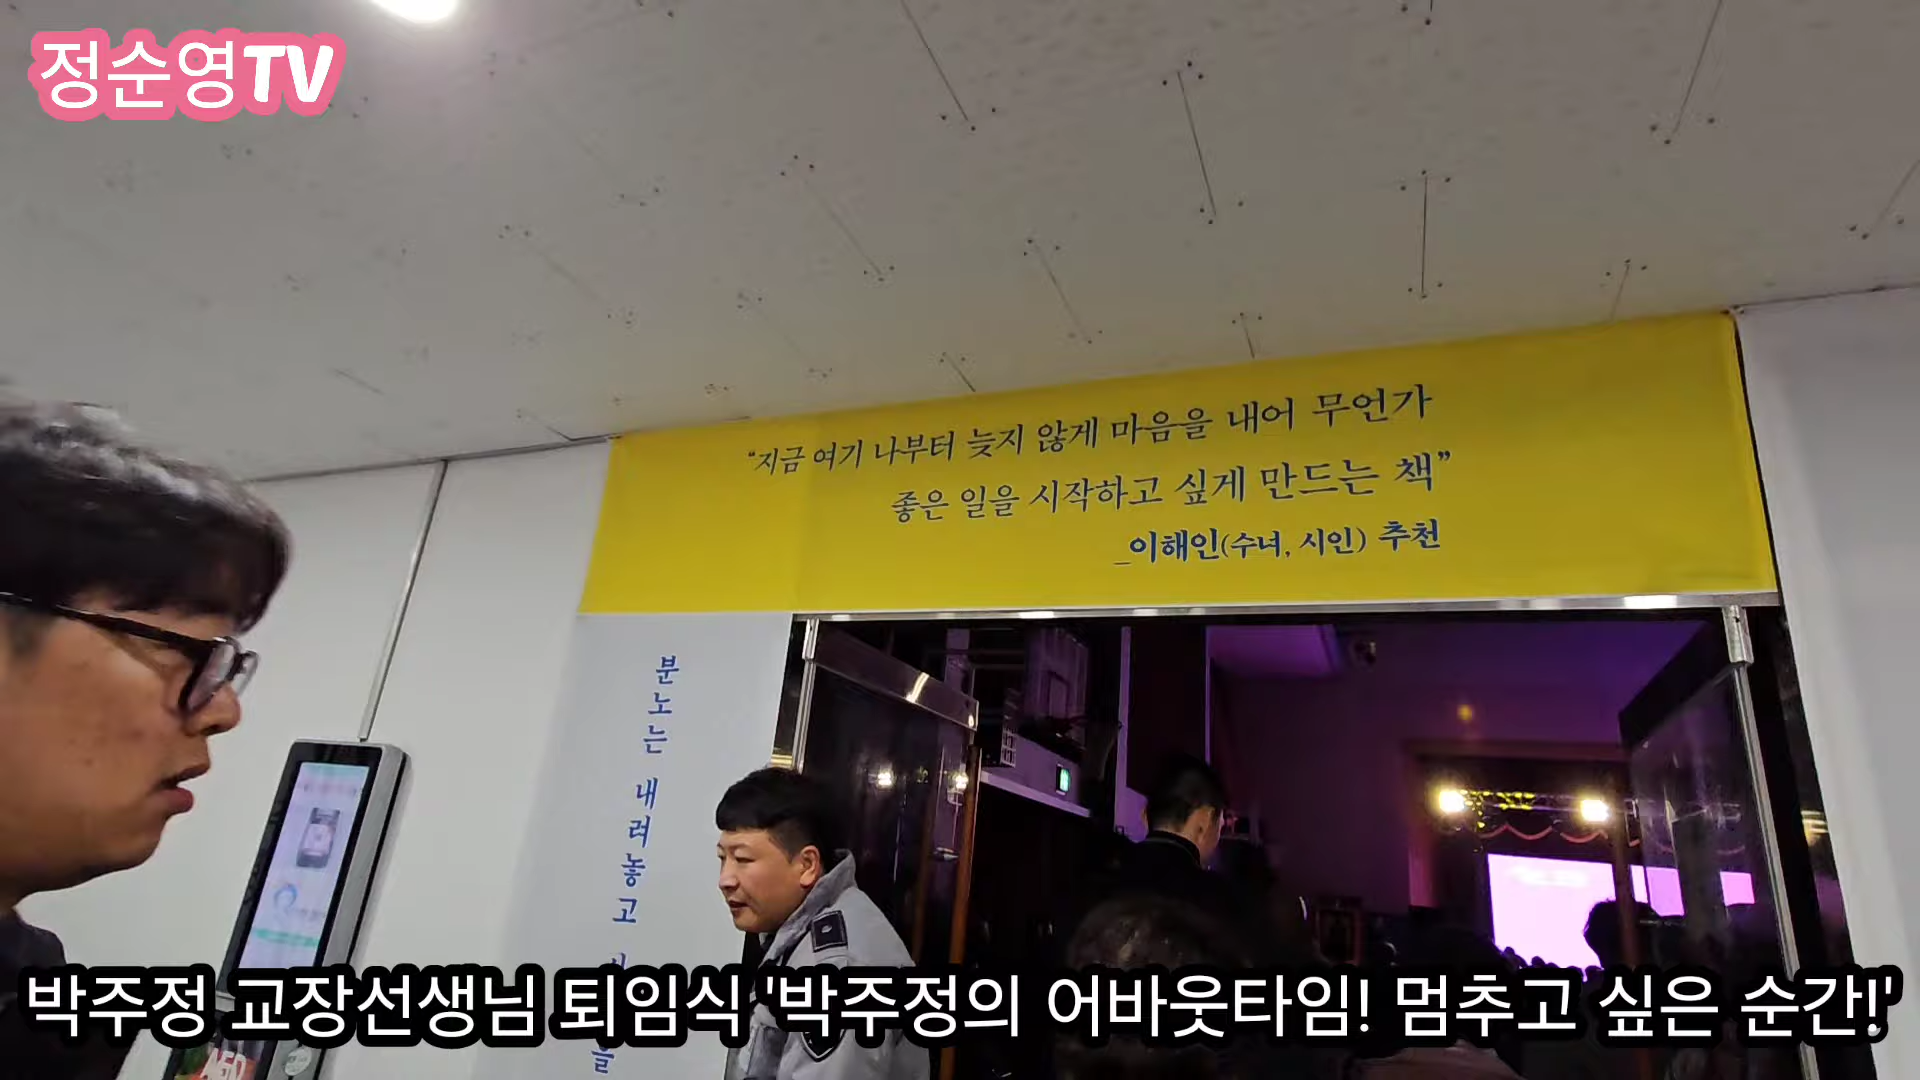 정순영TV
“지금 여기 나부터 늦지 않게 마음을 내어 무언가
좋은 일을 시작하고 싶게 만드는 책”
_이해인(수녀, 시인) 추천
분노는 내려놓고
를
AED
박주정 교장선생님 퇴임식 '박주정의 어바웃타임! 멈추고 싶은 순간!'